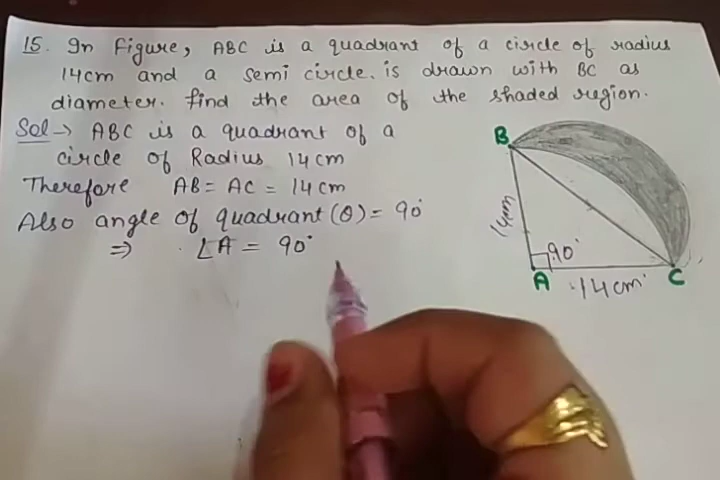 15. In Figure, ABC is a quadrant of a circle of radius
14cm and a semi circle. is drawn with BC as
diameter. find the area of the shaded region.
Sol → ABC is a quadrant of a
circle of Radius 14cm
Therefore AB = AC = 14cm
Also angle of quadrant (θ) = 90°
⇒ ∠A = 90°
B
14cm
90°
A
14cm
C